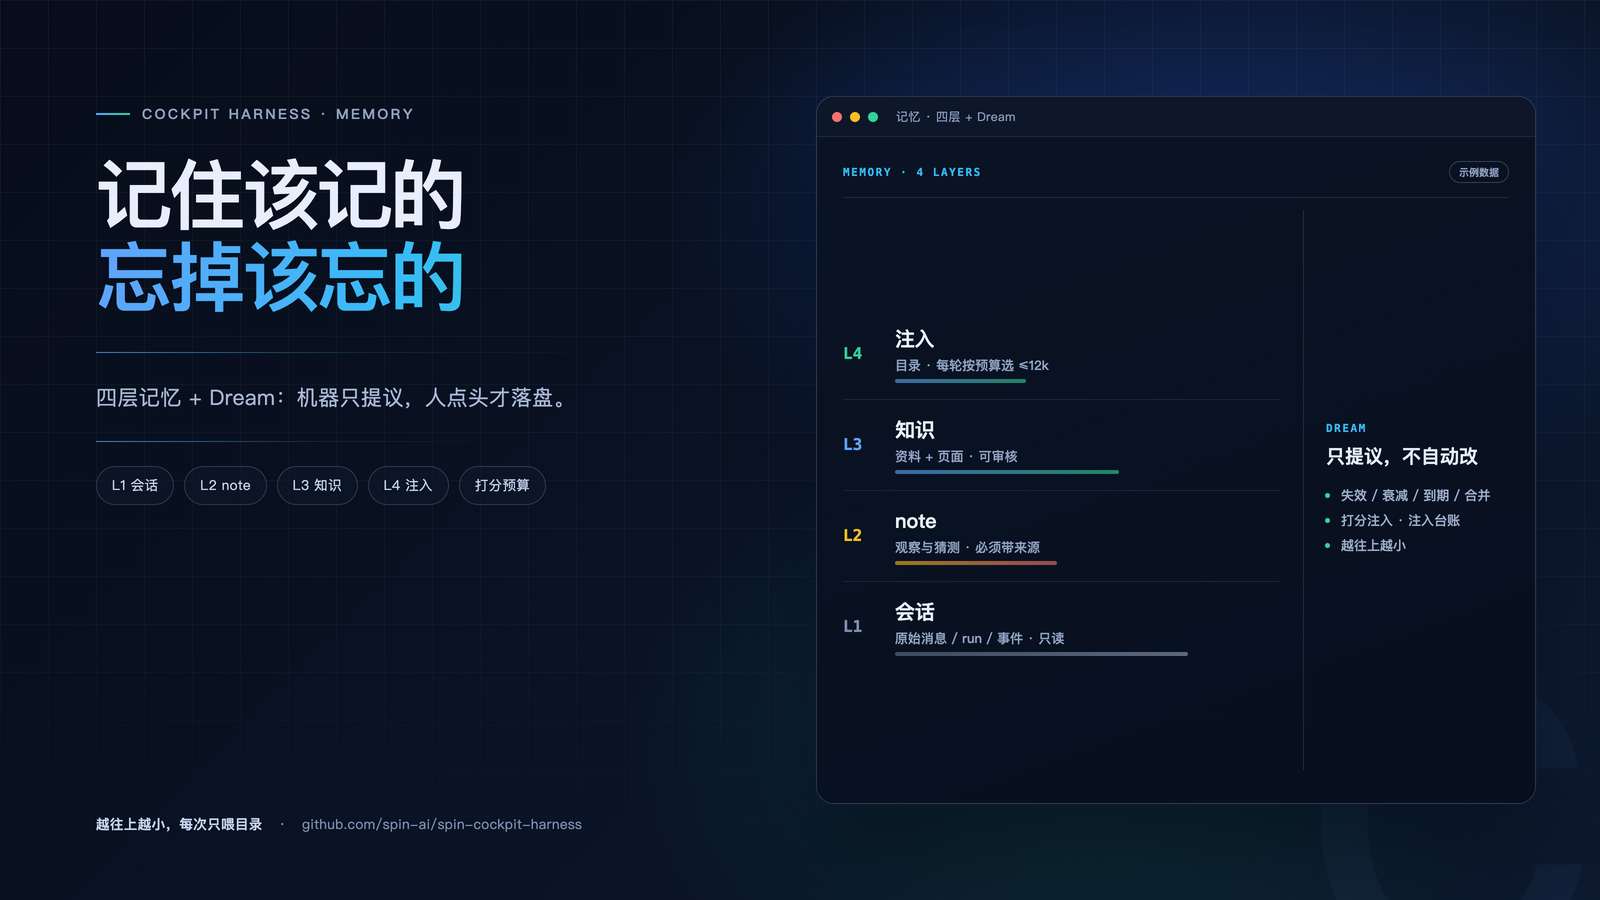 COCKPIT HARNESS · MEMORY
记住该记的
忘掉该忘的
四层记忆 + Dream：机器只提议，人点头才落盘。
L1 会话
L2 note
L3 知识
L4 注入
打分预算
越往上越小，每次只喂目录 · github.com/spin-ai/spin-cockpit-harness
记忆 · 四层 + Dream
MEMORY · 4 LAYERS
示例数据
L4
注入
目录 · 每轮按预算选 ≤12k
L3
知识
资料 + 页面 · 可审核
L2
note
观察与猜测 · 必须带来源
L1
会话
原始消息 / run / 事件 · 只读
DREAM
只提议，不自动改
失效 / 衰减 / 到期 / 合并
打分注入 · 注入台账
越往上越小